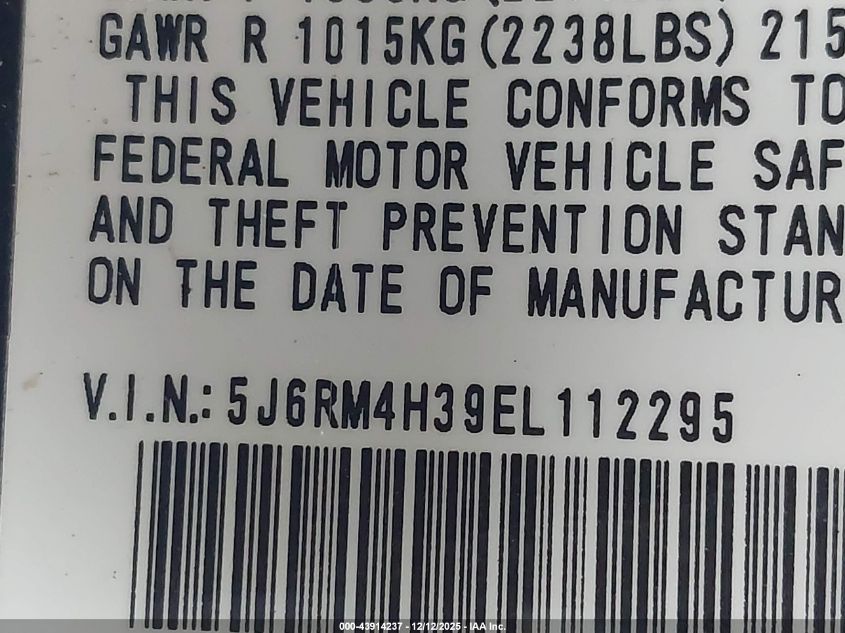 GAWR R 1015KG(2238LBS) 215
THIS VEHICLE CONFORMS TO
FEDERAL MOTOR VEHICLE SAF
AND THEFT PREVENTION STAN
ON THE DATE OF MANUFACTUR
V.I.N.: 5J6RM4H39EL112295
000-43914237 - 12/12/2025 - IAA Inc.